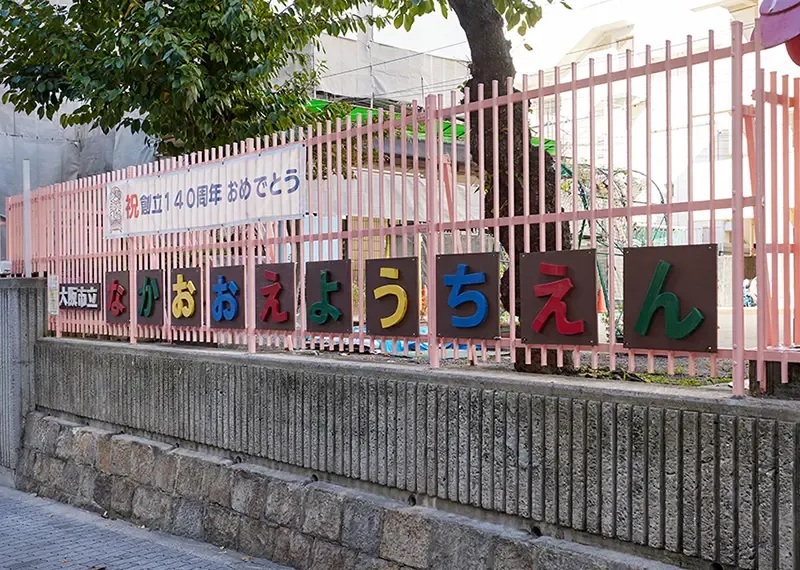 祝 創立140周年 おめでとう
大阪市立
なかおおえようちえん